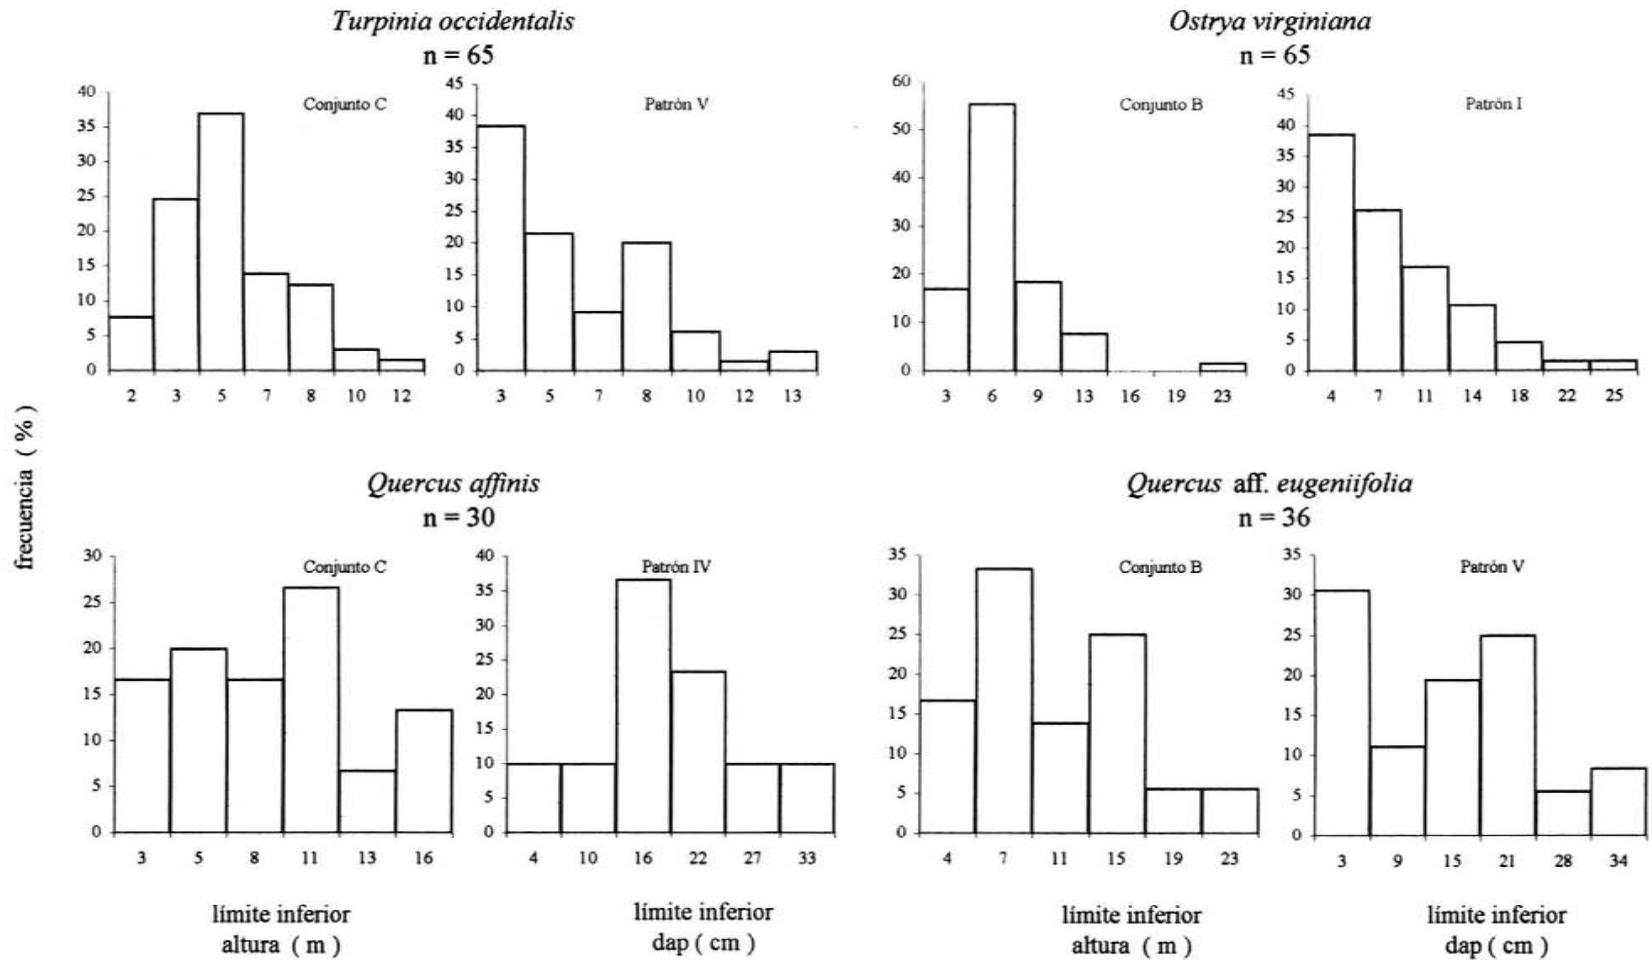 Turpinia occidentalis
n = 65
Conjunto C
40
35
30
25
20
15
10
5
0
2 3 5 7 8 10 12
Patrón V
45
40
35
30
25
20
15
10
5
0
3 5 7 8 10 12 13
Ostrya virginiana
n = 65
Conjunto B
60
50
40
30
20
10
0
3 6 9 13 16 19 23
Patrón I
45
40
35
30
25
20
15
10
5
0
4 7 11 14 18 22 25
frecuencia ( % )
Quercus affinis
n = 30
Conjunto C
30
25
20
15
10
5
0
3 5 8 11 13 16
límite inferior
altura ( m )
Patrón IV
40
35
30
25
20
15
10
5
0
4 10 16 22 27 33
límite inferior
dap ( cm )
Quercus aff. eugeniifolia
n = 36
Conjunto B
35
30
25
20
15
10
5
0
4 7 11 15 19 23
límite inferior
altura ( m )
Patrón V
35
30
25
20
15
10
5
0
3 9 15 21 28 34
límite inferior
dap ( cm )